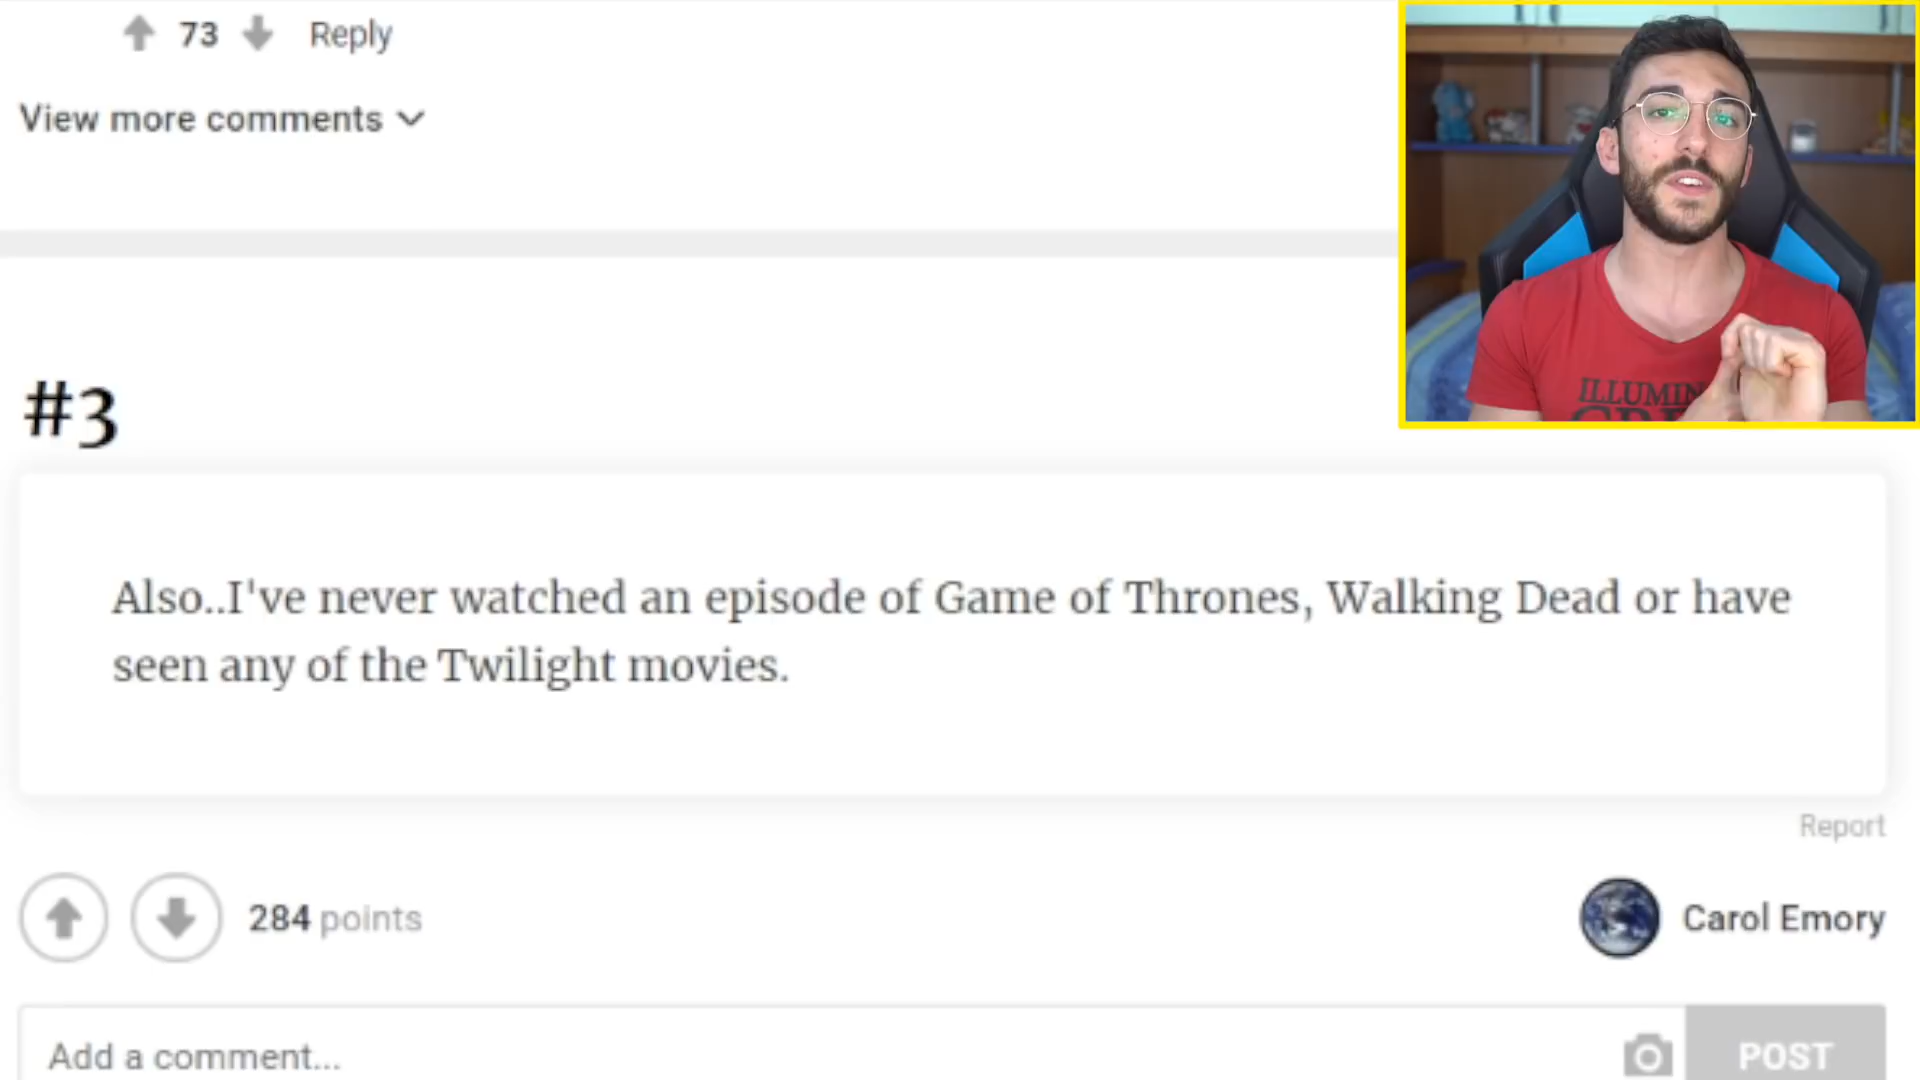 73 Reply
View more comments
#3
ILLUMIN
Also..I've never watched an episode of Game of Thrones, Walking Dead or have
seen any of the Twilight movies.
Report
284 points
Carol Emory
Add a comment...
POST